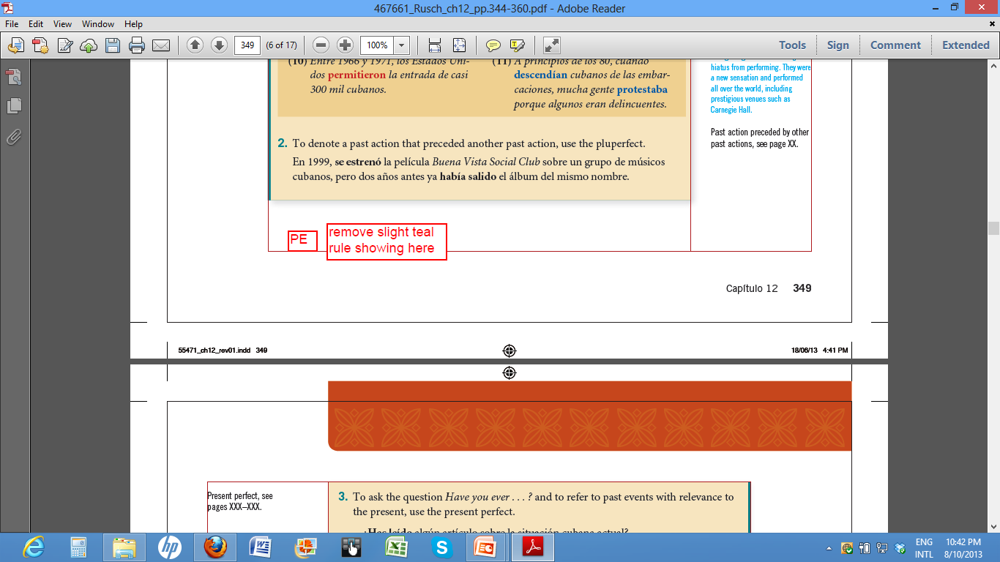 467661_Rusch_ch12_pp.344-360.pdf - Adobe Reader
File Edit View Window Help
349 (6 of 17) 100% Tools Sign Comment Extended
(10) Entre 1966 y 1971, los Estados Uni-
dos permitieron la entrada de casi
300 mil cubanos.
(11) A principios de los 80, cuando
descendían cubanos de las embar-
caciones, mucha gente protestaba
porque algunos eran delincuentes.
hiatus from performing. They were
a new sensation and performed
all over the world, including
prestigious venues such as
Carnegie Hall.
Past action preceded by other
past actions, see page XX.
2. To denote a past action that preceded another past action, use the pluperfect.
En 1999, se estrenó la película Buena Vista Social Club sobre un grupo de músicos
cubanos, pero dos años antes ya había salido el álbum del mismo nombre.
PE
remove slight teal
rule showing here
Capítulo 12 349
55471_ch12_rev01.indd 349
18/06/13 4:41 PM
Present perfect, see
pages XXX–XXX.
3. To ask the question Have you ever . . . ? and to refer to past events with relevance to
the present, use the present perfect.
¿Has leído algún artículo sobre la situación cubana actual?
ENG
INTL
10:42 PM
8/10/2013